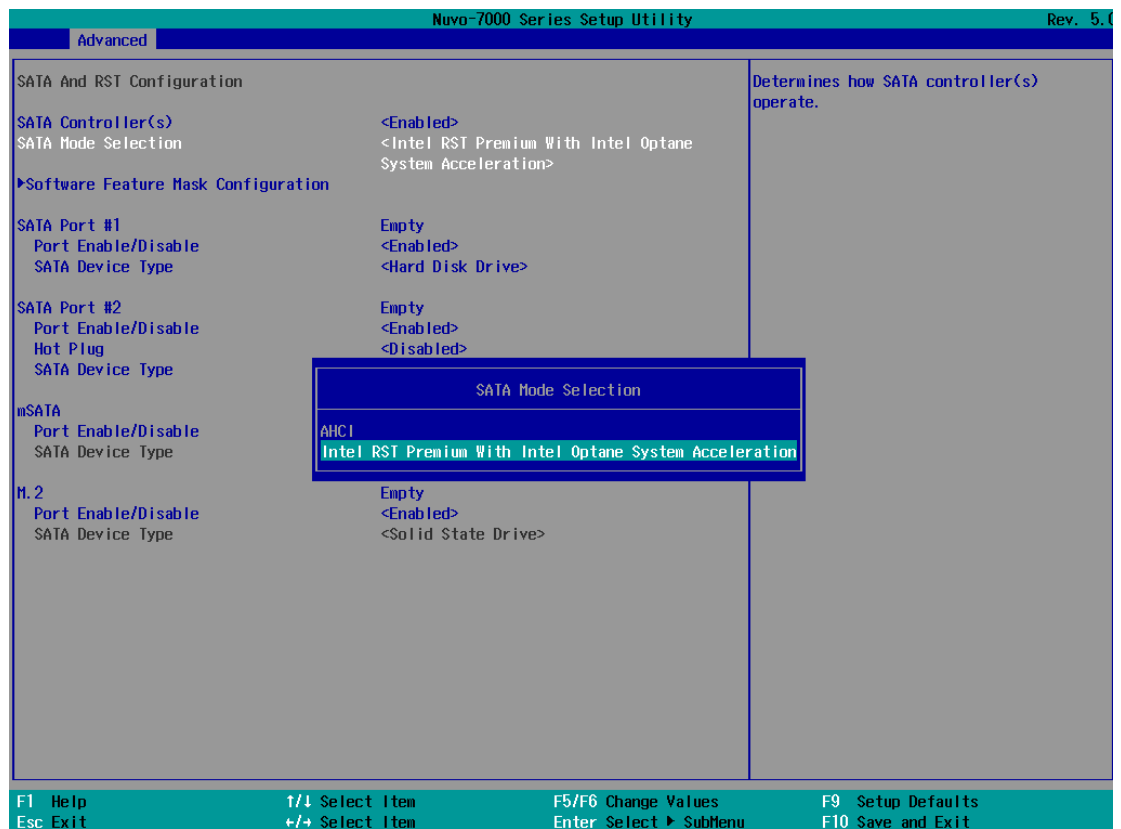 Nuvo-7000 Series Setup Utility Rev. 5.0
Advanced
SATA And RST Configuration
Determines how SATA controller(s)
operate.
SATA Controller(s) <Enabled>
SATA Mode Selection <Intel RST Premium With Intel Optane
System Acceleration>
▶Software Feature Mask Configuration
SATA Port #1 Empty
Port Enable/Disable <Enabled>
SATA Device Type <Hard Disk Drive>
SATA Port #2 Empty
Port Enable/Disable <Enabled>
Hot Plug <Disabled>
SATA Device Type
SATA Mode Selection
mSATA
AHCI
Port Enable/Disable
Intel RST Premium With Intel Optane System Acceleration
SATA Device Type
M.2 Empty
Port Enable/Disable <Enabled>
SATA Device Type <Solid State Drive>
F1 Help ↑/↓ Select Item F5/F6 Change Values F9 Setup Defaults
Esc Exit ←/→ Select Item Enter Select ▶ SubMenu F10 Save and Exit